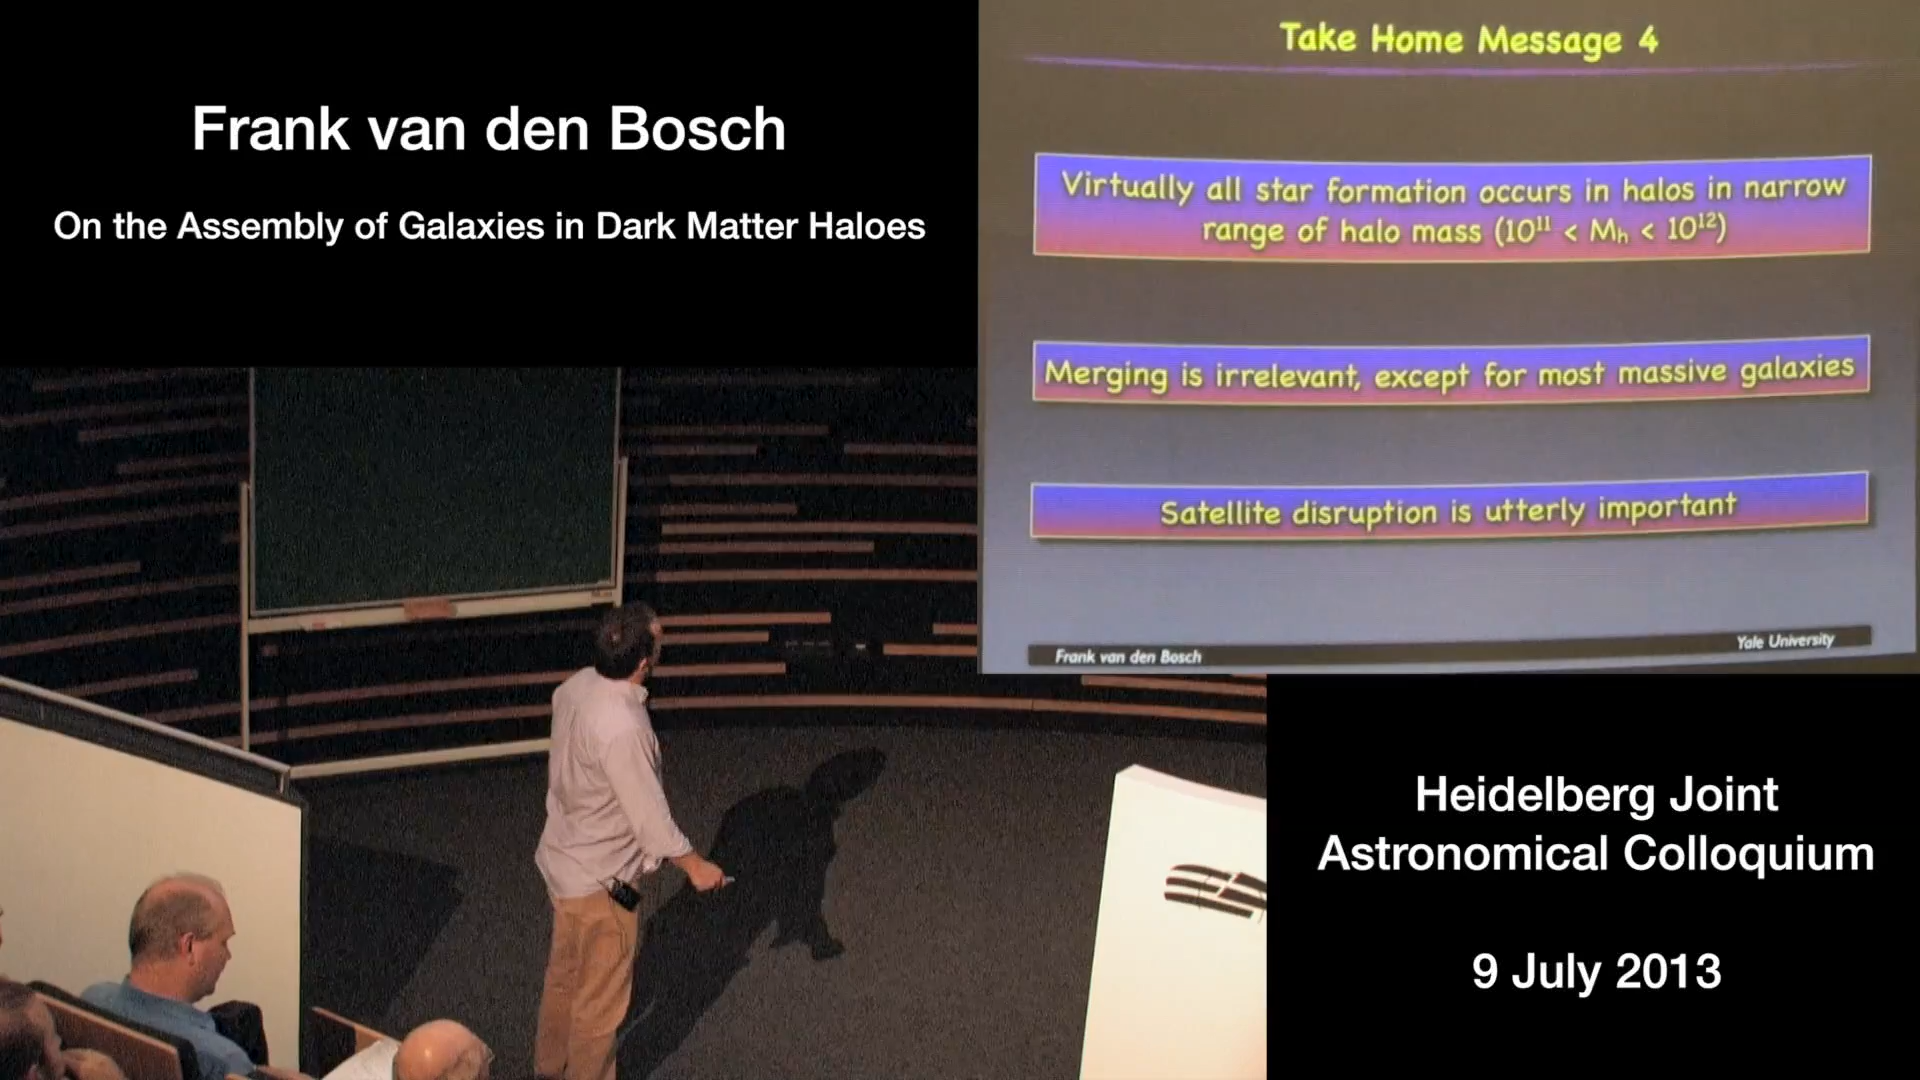 Frank van den Bosch
On the Assembly of Galaxies in Dark Matter Haloes
Take Home Message 4
Virtually all star formation occurs in halos in narrow
range of halo mass (10¹¹ < Mₕ < 10¹²)
Merging is irrelevant, except for most massive galaxies
Satellite disruption is utterly important
Frank van den Bosch
Yale University
Heidelberg Joint
Astronomical Colloquium
9 July 2013